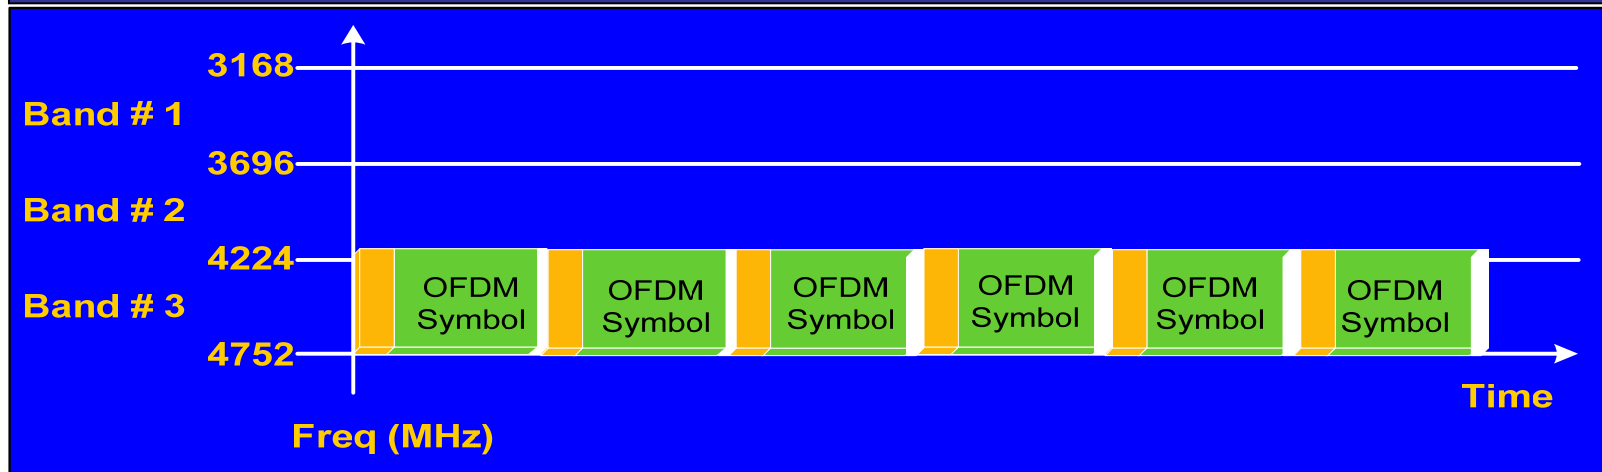 3168
Band # 1
3696
Band # 2
4224
OFDM Symbol
OFDM Symbol
OFDM Symbol
OFDM Symbol
OFDM Symbol
OFDM Symbol
Band # 3
4752
Time
Freq (MHz)